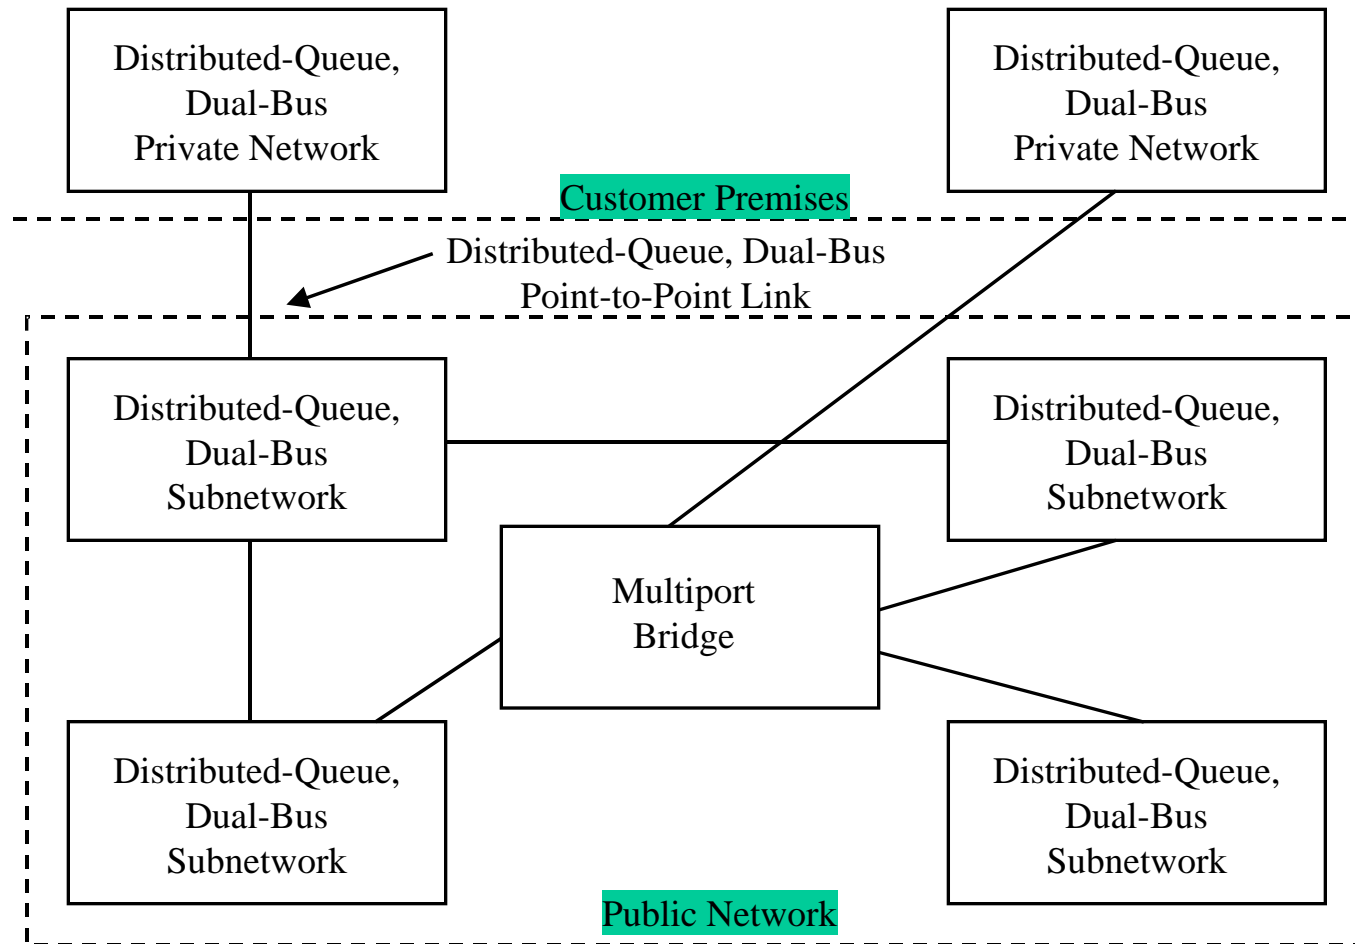 Distributed-Queue,
Dual-Bus
Private Network
Distributed-Queue,
Dual-Bus
Private Network
Customer Premises
Distributed-Queue, Dual-Bus
Point-to-Point Link
Distributed-Queue,
Dual-Bus
Subnetwork
Distributed-Queue,
Dual-Bus
Subnetwork
Multiport
Bridge
Distributed-Queue,
Dual-Bus
Subnetwork
Distributed-Queue,
Dual-Bus
Subnetwork
Public Network